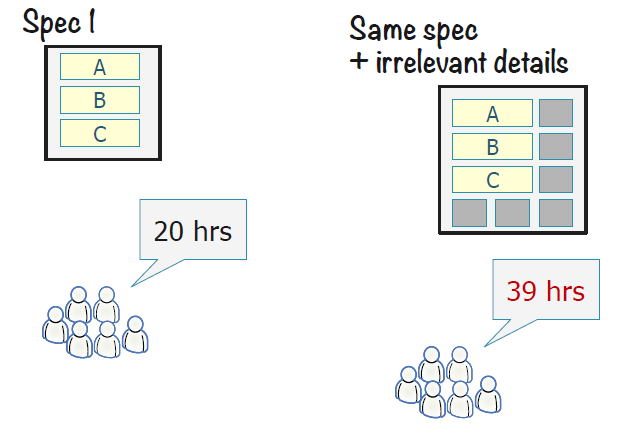 Spec 1
A
B
C
20 hrs
Same spec
+ irrelevant details
A
B
C
39 hrs